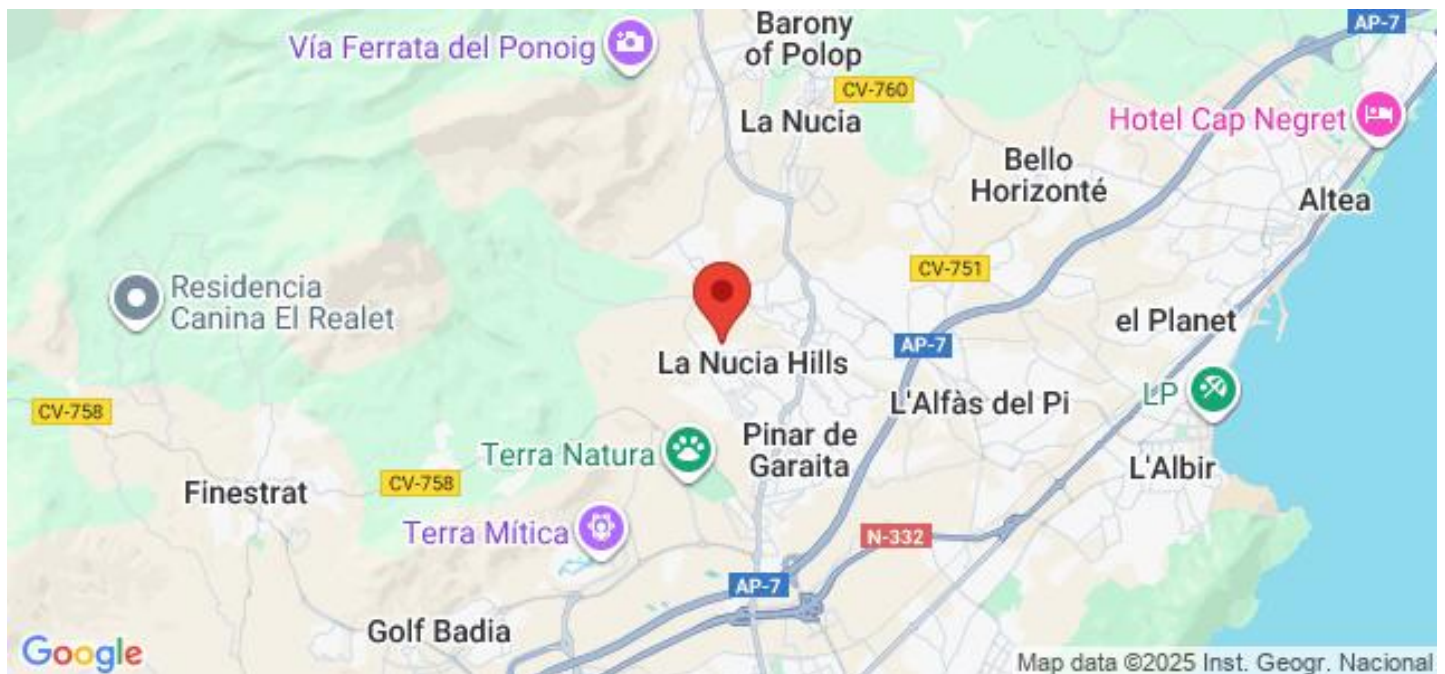 Barony
of Polop
AP-7
Vía Ferrata del Ponoig
CV-760
La Nucia
Hotel Cap Negret
Bello
Horizonté
Altea
CV-751
Residencia
Canina El Realet
el Planet
AP-7
La Nucia Hills
LP
L'Alfàs del Pi
CV-758
Pinar de
Garaita
Terra Natura
L'Albir
CV-758
Finestrat
Terra Mítica
N-332
AP-7
Golf Badia
Google
Map data ©2025 Inst. Geogr. Nacional